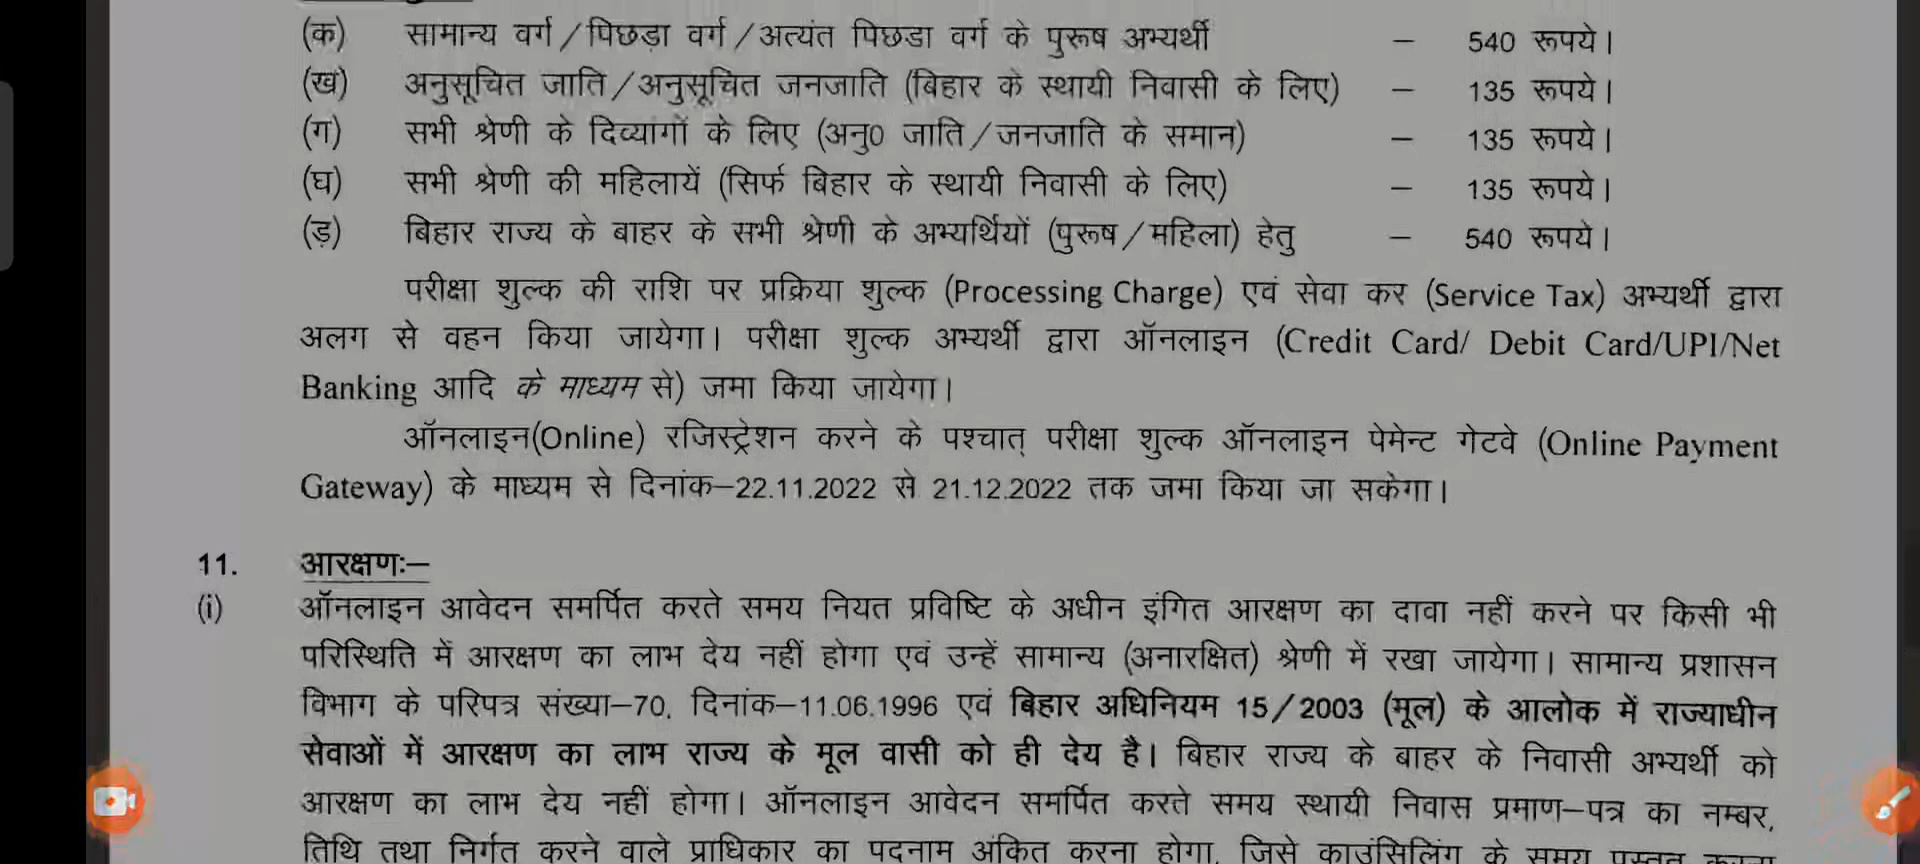 (क) सामान्य वर्ग/पिछड़ा वर्ग/अत्यंत पिछडा वर्ग के पुरूष अभ्यर्थी – 540 रूपये।
(ख) अनुसूचित जाति/अनुसूचित जनजाति (बिहार के स्थायी निवासी के लिए) – 135 रूपये।
(ग) सभी श्रेणी के दिव्यांगों के लिए (अनु0 जाति/जनजाति के समान) – 135 रूपये।
(घ) सभी श्रेणी की महिलायें (सिर्फ बिहार के स्थायी निवासी के लिए) – 135 रूपये।
(ड़) बिहार राज्य के बाहर के सभी श्रेणी के अभ्यर्थियों (पुरूष/महिला) हेतु – 540 रूपये।
परीक्षा शुल्क की राशि पर प्रक्रिया शुल्क (Processing Charge) एवं सेवा कर (Service Tax) अभ्यर्थी द्वारा
अलग से वहन किया जायेगा। परीक्षा शुल्क अभ्यर्थी द्वारा ऑनलाइन (Credit Card/ Debit Card/UPI/Net
Banking आदि के माध्यम से) जमा किया जायेगा।
ऑनलाइन(Online) रजिस्ट्रेशन करने के पश्चात् परीक्षा शुल्क ऑनलाइन पेमेन्ट गेटवे (Online Payment
Gateway) के माध्यम से दिनांक–22.11.2022 से 21.12.2022 तक जमा किया जा सकेगा।
11. आरक्षणः–
(i) ऑनलाइन आवेदन समर्पित करते समय नियत प्रविष्टि के अधीन इंगित आरक्षण का दावा नहीं करने पर किसी भी
परिस्थिति में आरक्षण का लाभ देय नहीं होगा एवं उन्हें सामान्य (अनारक्षित) श्रेणी में रखा जायेगा। सामान्य प्रशासन
विभाग के परिपत्र संख्या–70, दिनांक–11.06.1996 एवं बिहार अधिनियम 15/2003 (मूल) के आलोक में राज्याधीन
सेवाओं में आरक्षण का लाभ राज्य के मूल वासी को ही देय है। बिहार राज्य के बाहर के निवासी अभ्यर्थी को
आरक्षण का लाभ देय नहीं होगा। ऑनलाइन आवेदन समर्पित करते समय स्थायी निवास प्रमाण–पत्र का नम्बर,
तिथि तथा निर्गत करने वाले प्राधिकार का पदनाम अंकित करना होगा, जिसे काउंसिलिंग के समय